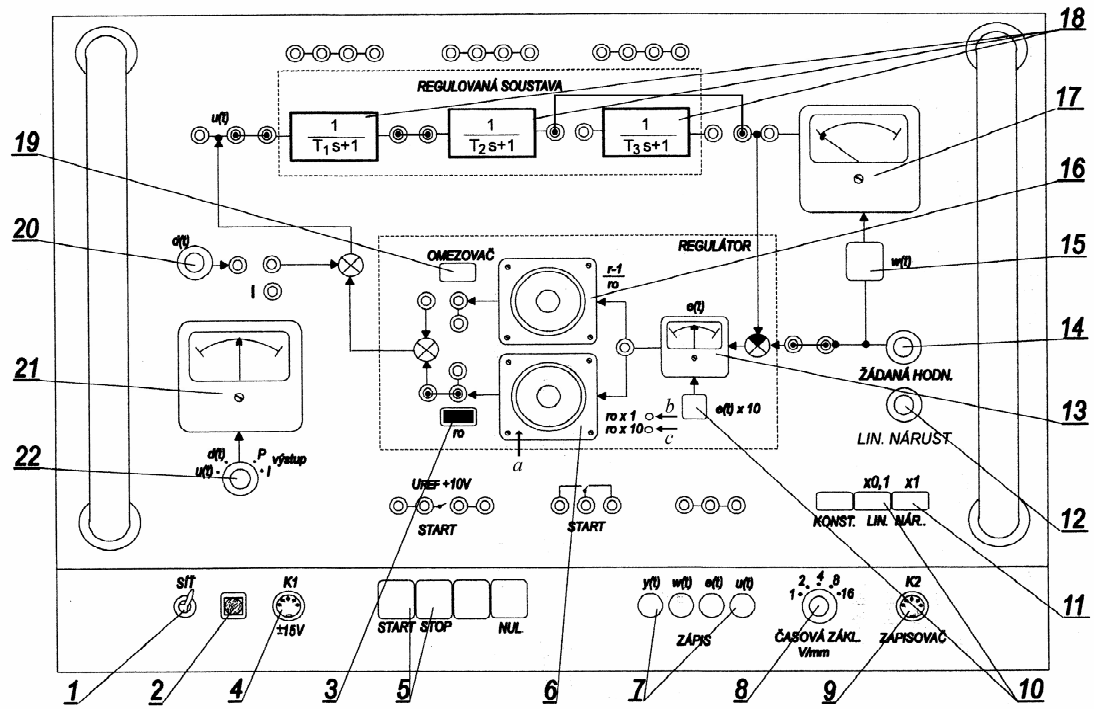 18
REGULOVANÁ SOUSTAVA
u(t)
1
T1s+1
1
T2s+1
1
T3s+1
17
19
16
20
d(t)
OMEZOVAČ
REGULÁTOR
r-1
ro
e(t)
w(t)
15
I
14
ŽÁDANÁ HODN.
21
13
ro x 1
b
ro x 10
c
e(t) x 10
ro
a
LIN. NÁRUST
22
d(t)
P
výstup
u(t)
I
UREF +10V
START
START
x0,1
x1
KONST.
LIN.
NÁR..
12
SÍŤ
K1
±15V
START
STOP
NUL.
y(t)
w(t)
e(t)
u(t)
ZÁPIS
1
2
4
8
16
ČASOVÁ ZÁKL.
V/mm
K2
ZAPISOVAČ
11
1
2
4
3
5
6
7
8
9
10